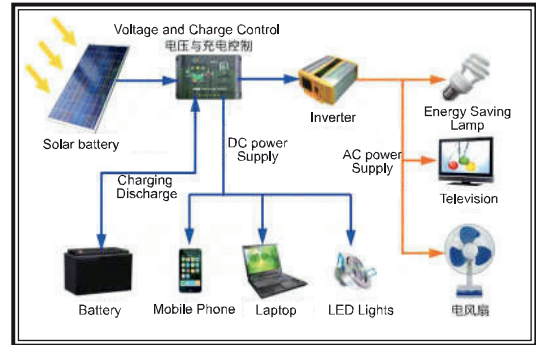 Voltage and Charge Control
电压与充电控制
Solar battery
Inverter
Energy Saving
Lamp
DC power
Supply
AC power
Supply
Charging
Discharge
Television
Battery
Mobile Phone
Laptop
LED Lights
电风扇